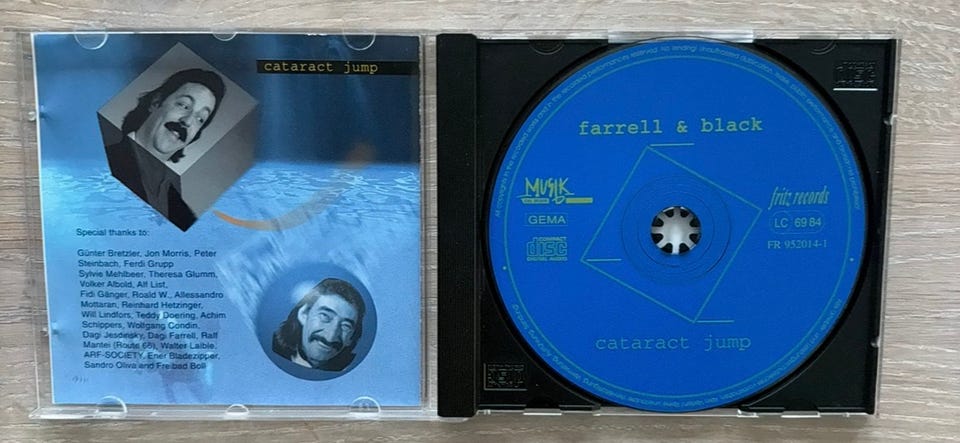 cataract jump
Special thanks to:
Günter Bretzler, Jon Morris, Peter
Steinbach, Ferdi Grupp
Sylvie Mehlbeer, Theresa Glumm,
Volker Albold, Alf List,
Fidi Gänger, Roald W., Allessandro
Mottaran, Reinhard Hetzinger,
Will Lindfors, Teddy Doering, Achim
Schippers, Wolfgang Condin,
Dagi Jesdinsky, Dagi Farrell, Ralf
Mantei (Route 66), Walter Laible,
ARF-SOCIETY, Ener Bladezipper,
Sandro Oliva and Freibad Boll
farrell & black
MUSIK
GEMA
COMPACT
disc
DIGITAL AUDIO
fritz records
LC 6984
FR 952014-1
cataract jump